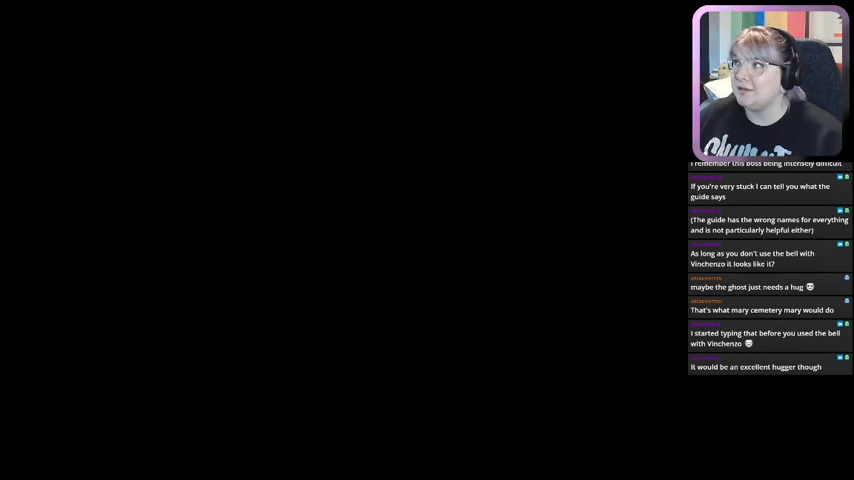 I remember this boss being intensely difficult
If you're very stuck I can tell you what the
guide says
(The guide has the wrong names for everything
and is not particularly helpful either)
As long as you don't use the bell with
Vinchenzo it looks like it?
maybe the ghost just needs a hug
That's what mary cemetery mary would do
I started typing that before you used the bell
with Vinchenzo
It would be an excellent hugger though